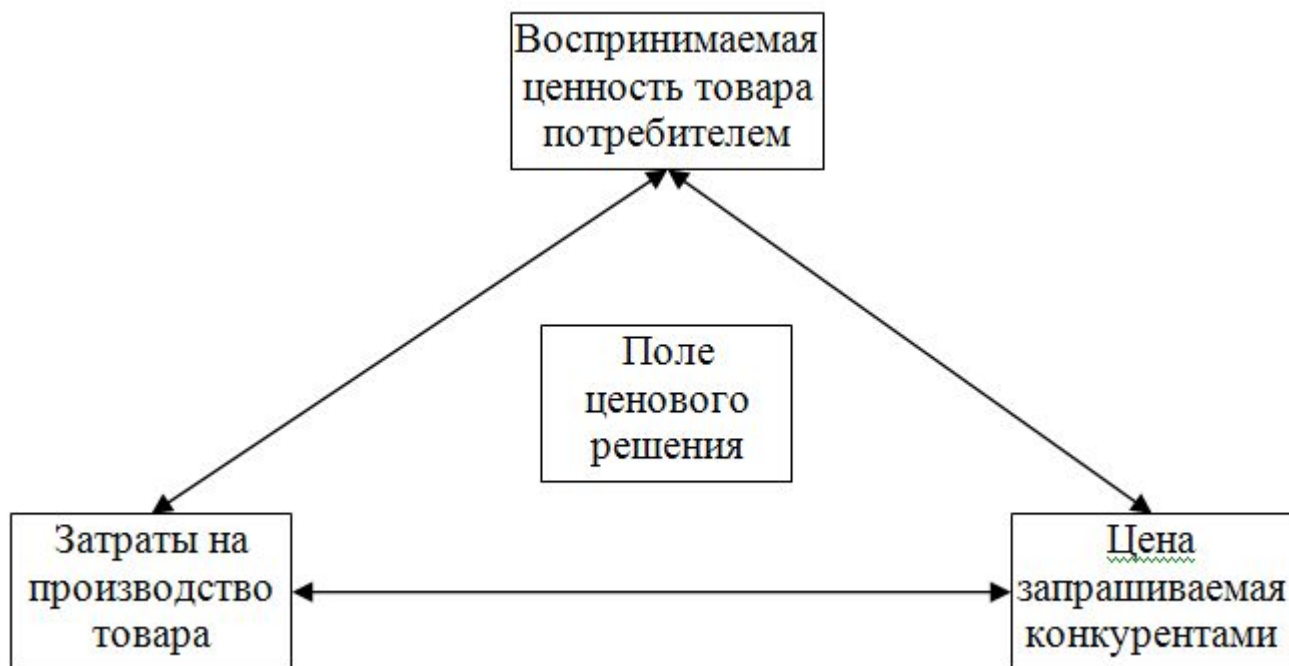 Воспринимаемая
ценность товара
потребителем
Поле
ценового
решения
Затраты на
производство
товара
Цена
запрашиваемая
конкурентами